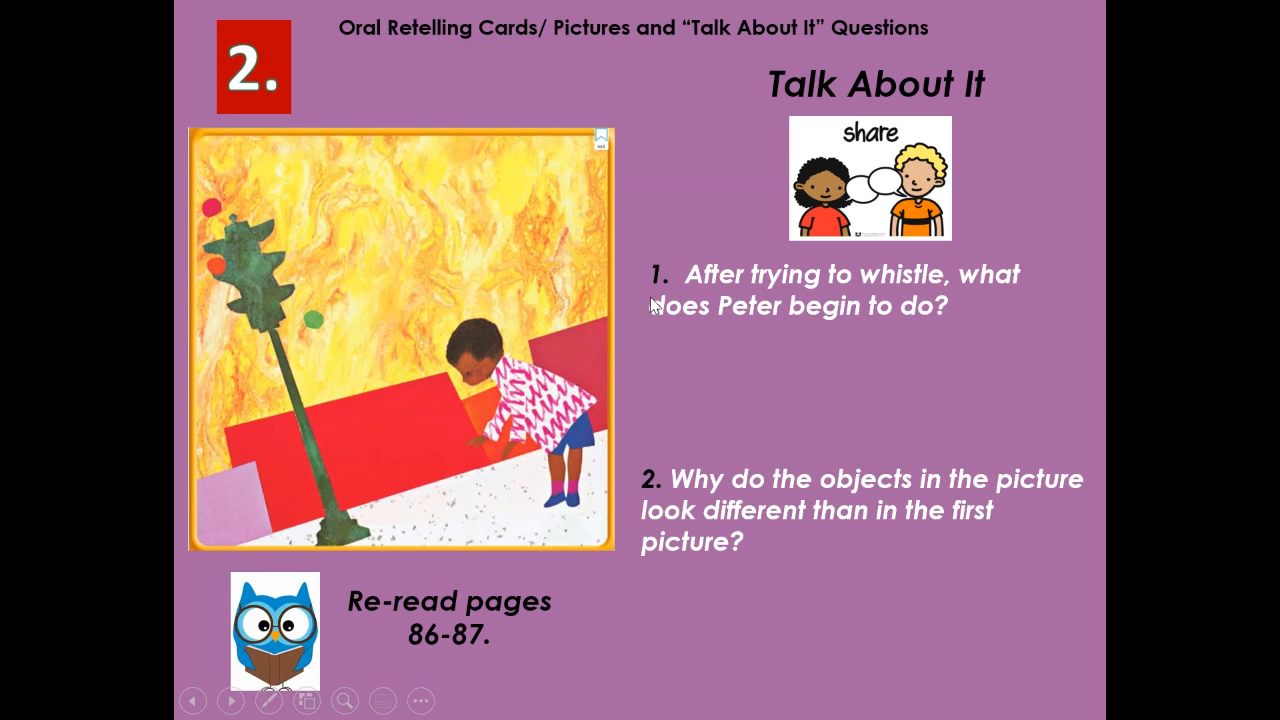 Oral Retelling Cards/ Pictures and “Talk About It” Questions
2.
Talk About It
share
1. After trying to whistle, what
does Peter begin to do?
2. Why do the objects in the picture
look different than in the first
picture?
Re-read pages
86-87.